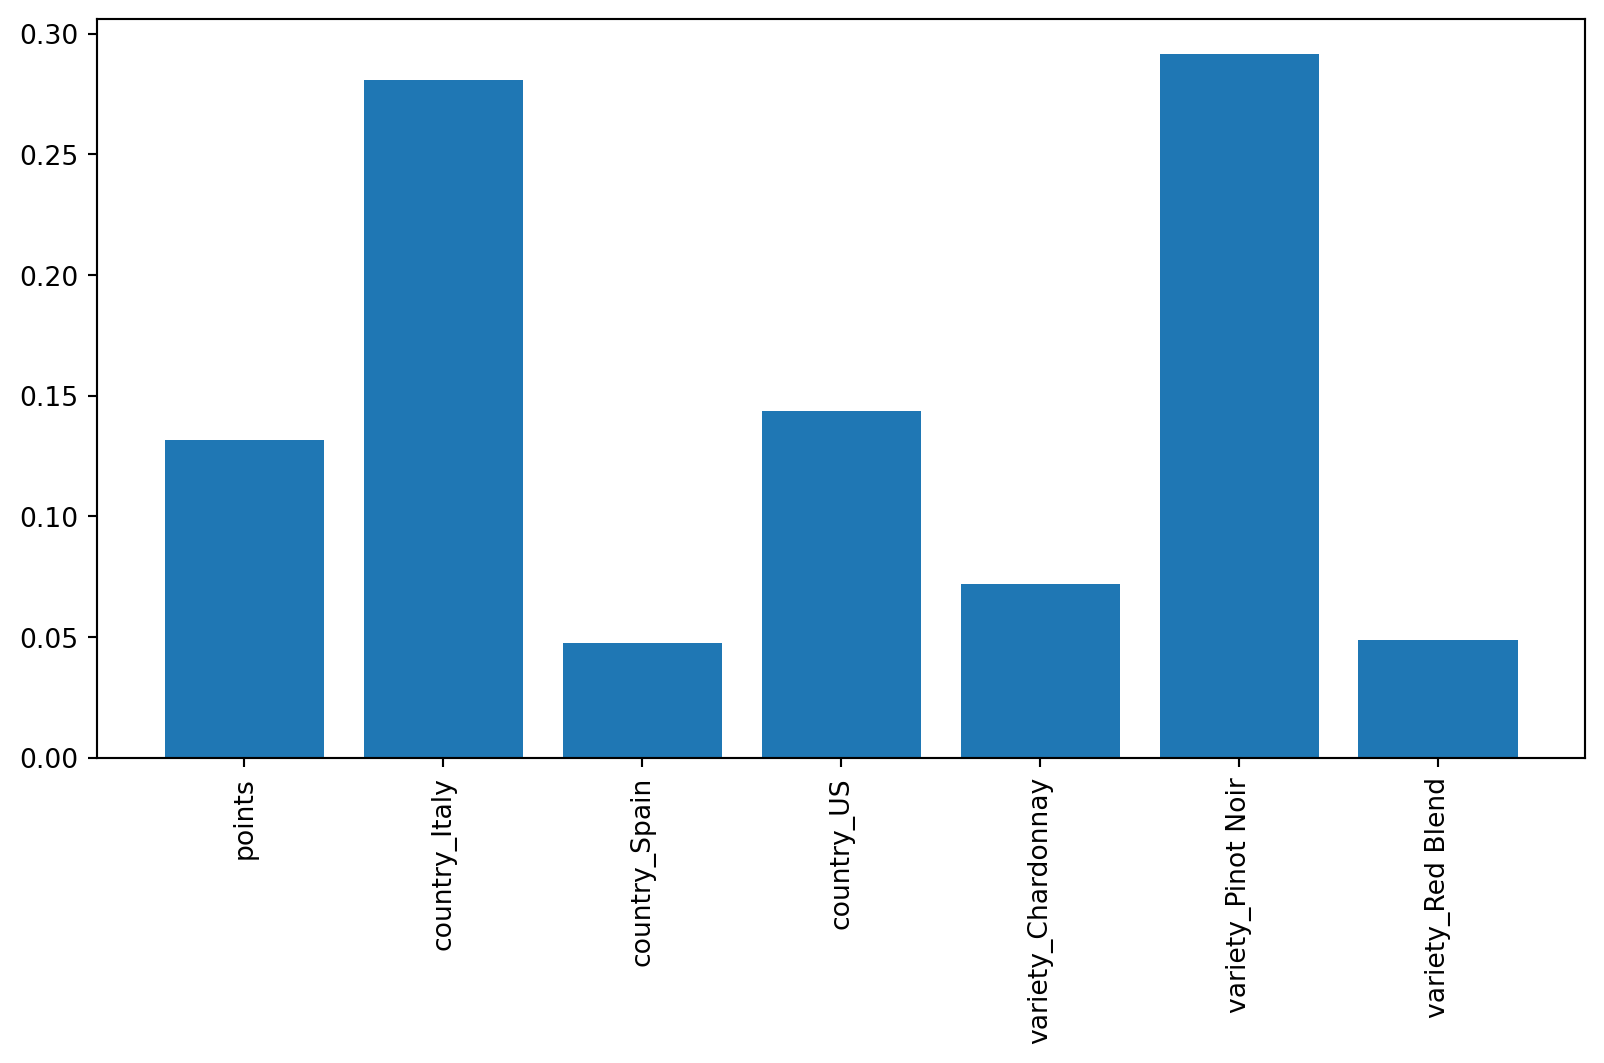 0.30
0.25
0.20
0.15
0.10
0.05
0.00
points
country_Italy
country_Spain
country_US
variety_Chardonnay
variety_Pinot Noir
variety_Red Blend